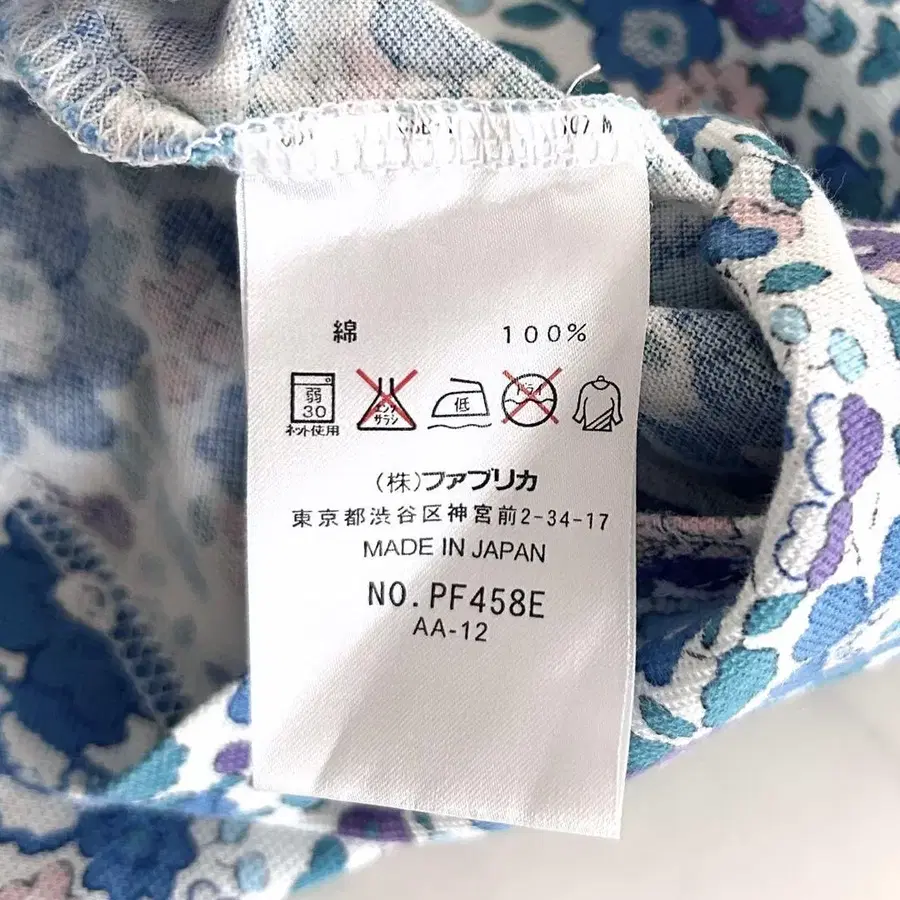 綿 100%
弱 30 ネット使用 エンソ サラシ 低 ドライ
(株)ファブリカ
東京都渋谷区神宮前2-34-17
MADE IN JAPAN
NO. PF458E
AA-12